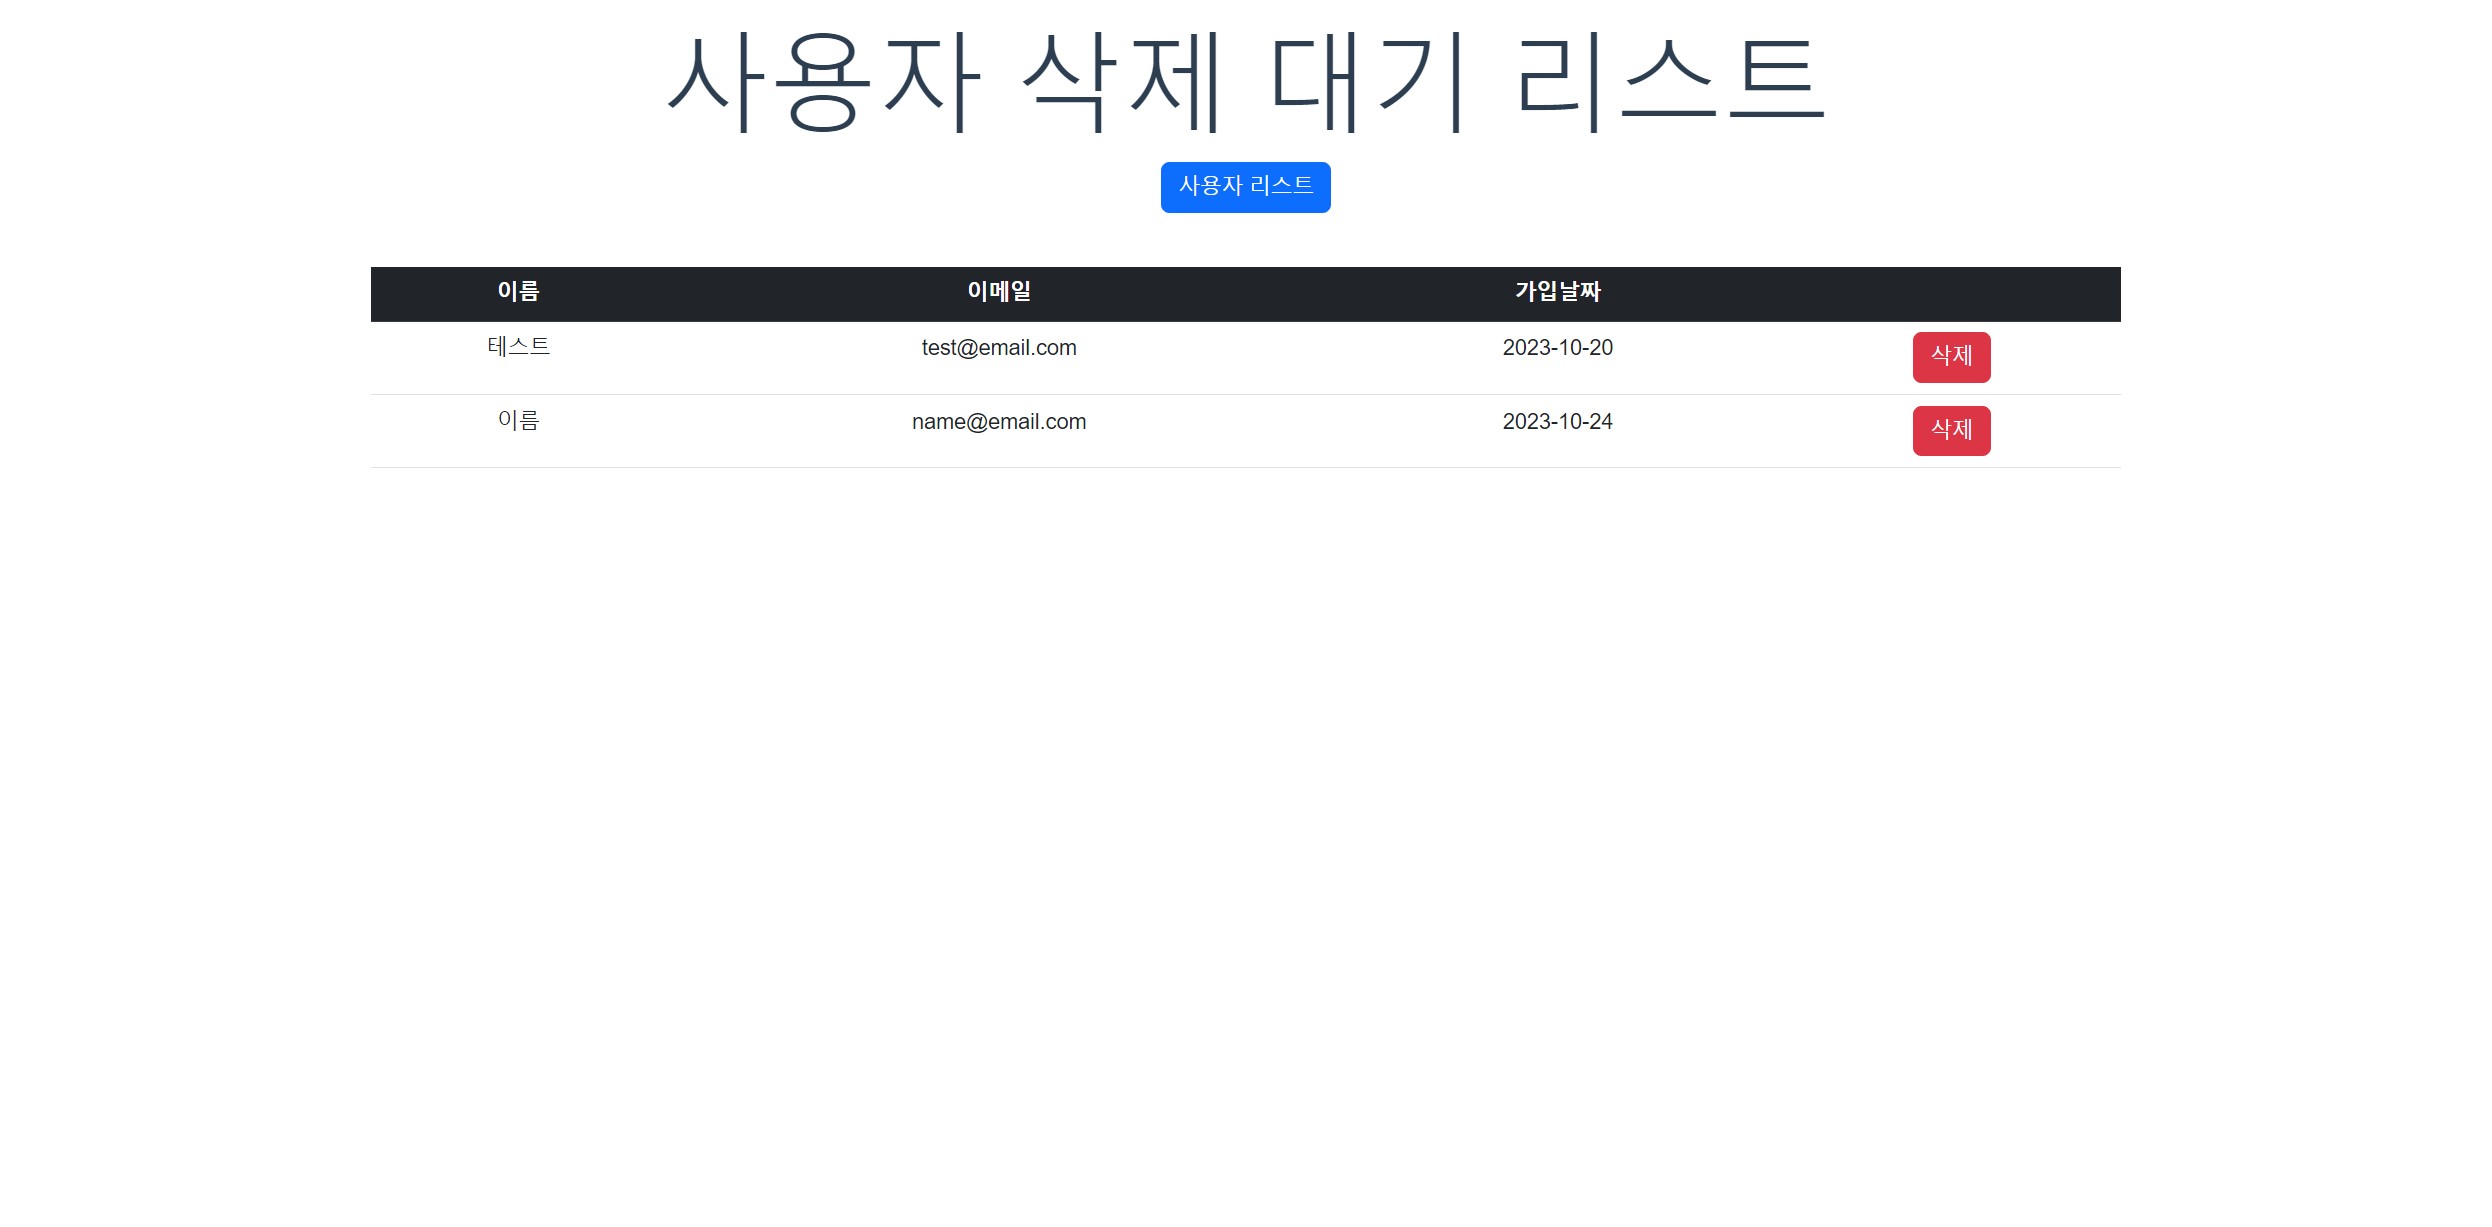 사용자 삭제 대기 리스트
사용자 리스트
이름 이메일 가입날짜
테스트 test@email.com 2023-10-20 삭제
이름 name@email.com 2023-10-24 삭제